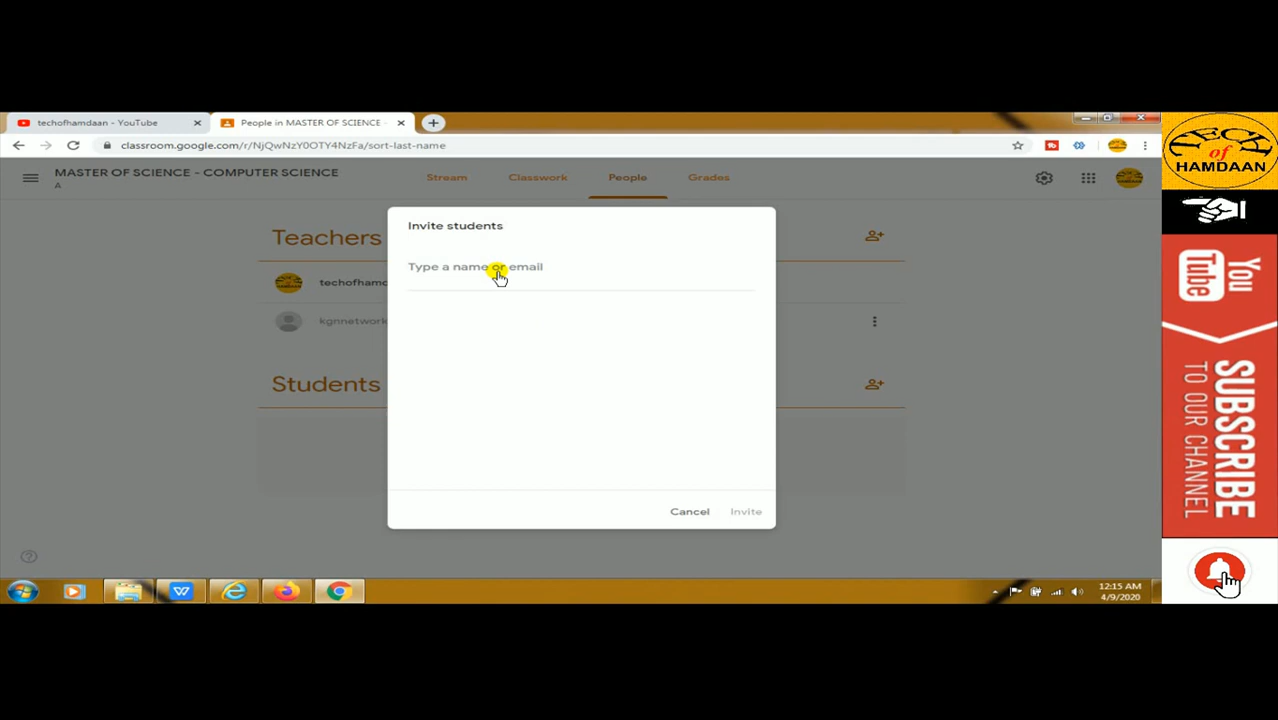 techofhamdaan - YouTube
People in MASTER OF SCIENCE -
classroom.google.com/r/NjQwNzY0OTY4NzFa/sort-last-name
MASTER OF SCIENCE - COMPUTER SCIENCE
A
Stream
Classwork
People
Grades
Invite students
Teachers
Type a name or email
techofhamd
kgnnetwork
Students
Cancel
Invite
12:15 AM
4/9/2020
TECH
of
HAMDAAN
You
Tube
SUBSCRIBE
TO OUR CHANNEL